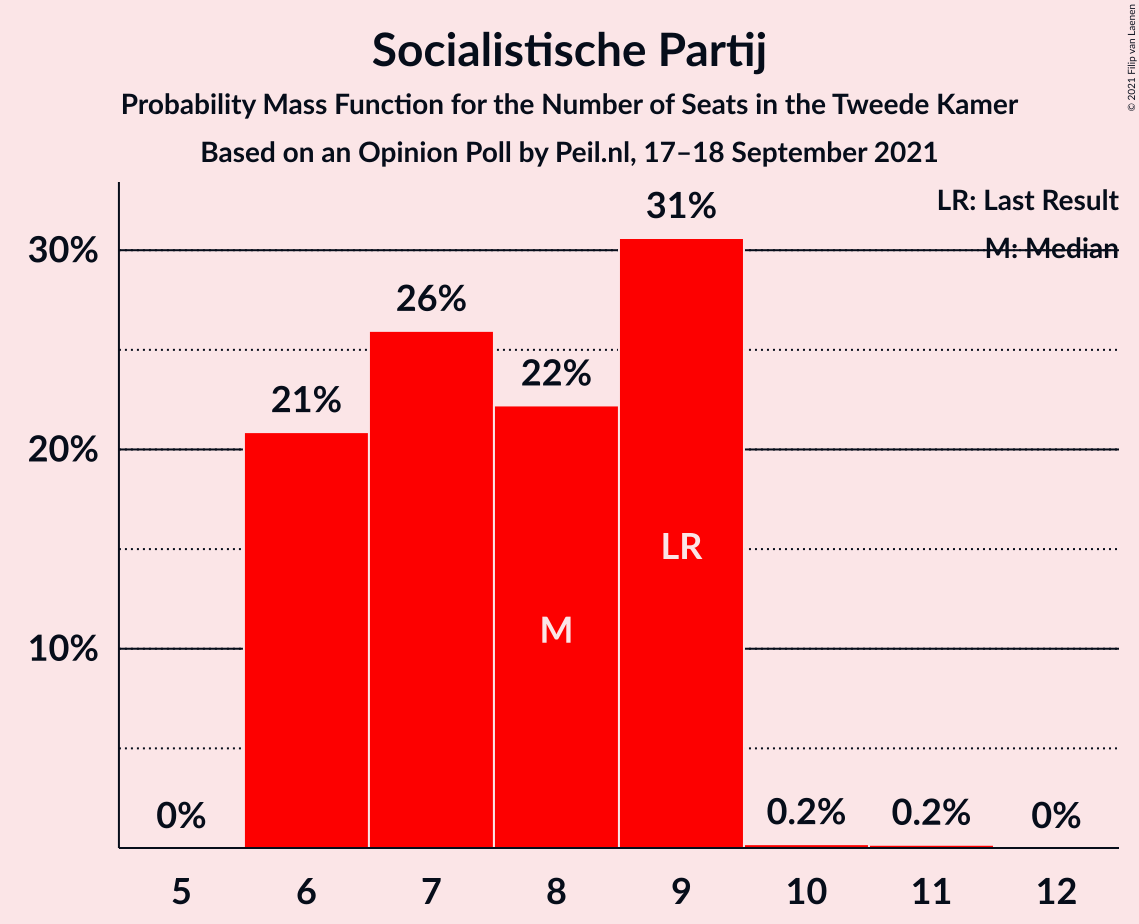 Socialistische Partij
Probability Mass Function for the Number of Seats in the Tweede Kamer
Based on an Opinion Poll by Peil.nl, 17–18 September 2021
© 2021 Filip van Laenen
LR: Last Result
M: Median
30%
20%
10%
0%
21%
26%
22%
31%
0.2%
0.2%
0%
M
LR
5 6 7 8 9 10 11 12